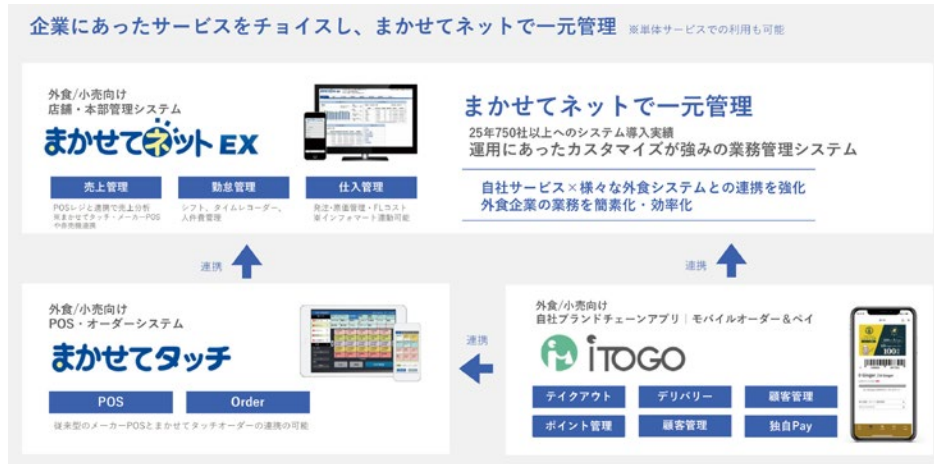 企業にあったサービスをチョイスし、まかせてネットで一元管理 ※単体サービスでの利用も可能
外食/小売向け
店舗・本部管理システム
まかせてネット EX
売上管理 勤怠管理 仕入管理
POSレジと連携で売上分析
※まかせてタッチ・メーカーPOS
や券売機連携
シフト、タイムレコーダー、
人件費管理
発注・原価管理・FLコスト
※インフォマート連動可能
まかせてネットで一元管理
25年750社以上へのシステム導入実績
運用にあったカスタマイズが強みの業務管理システム
自社サービス×様々な外食システムとの連携を強化
外食企業の業務を簡素化・効率化
連携
連携
外食/小売向け
POS・オーダーシステム
まかせてタッチ
POS Order
従来型のメーカーPOSとまかせてタッチオーダーの連携の可能
連携
外食/小売向け
自社ブランドチェーンアプリ｜モバイルオーダー＆ペイ
iTOGO
テイクアウト デリバリー 顧客管理
ポイント管理 顧客管理 独自Pay